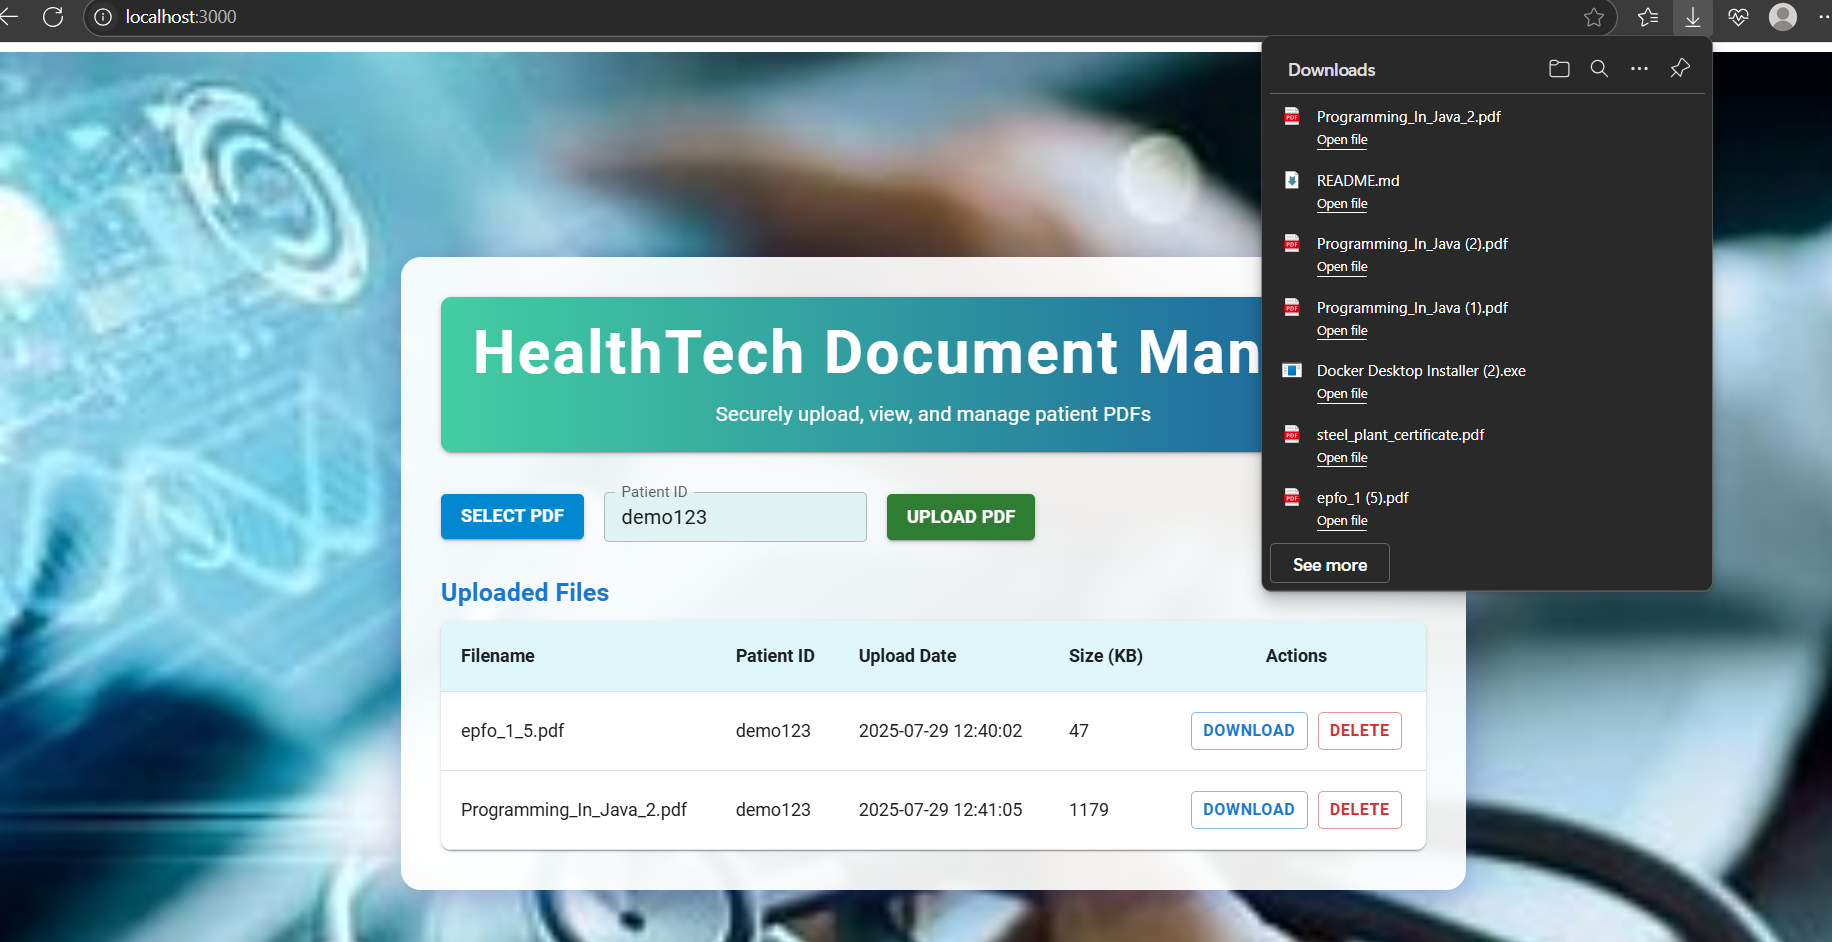 localhost:3000
Downloads
Programming_In_Java_2.pdf
Open file
README.md
Open file
Programming_In_Java (2).pdf
Open file
Programming_In_Java (1).pdf
Open file
Docker Desktop Installer (2).exe
Open file
steel_plant_certificate.pdf
Open file
epfo_1 (5).pdf
Open file
See more
HealthTech Document Man
Securely upload, view, and manage patient PDFs
SELECT PDF
Patient ID
demo123
UPLOAD PDF
Uploaded Files
Filename Patient ID Upload Date Size (KB) Actions
epfo_1_5.pdf demo123 2025-07-29 12:40:02 47 DOWNLOAD DELETE
Programming_In_Java_2.pdf demo123 2025-07-29 12:41:05 1179 DOWNLOAD DELETE